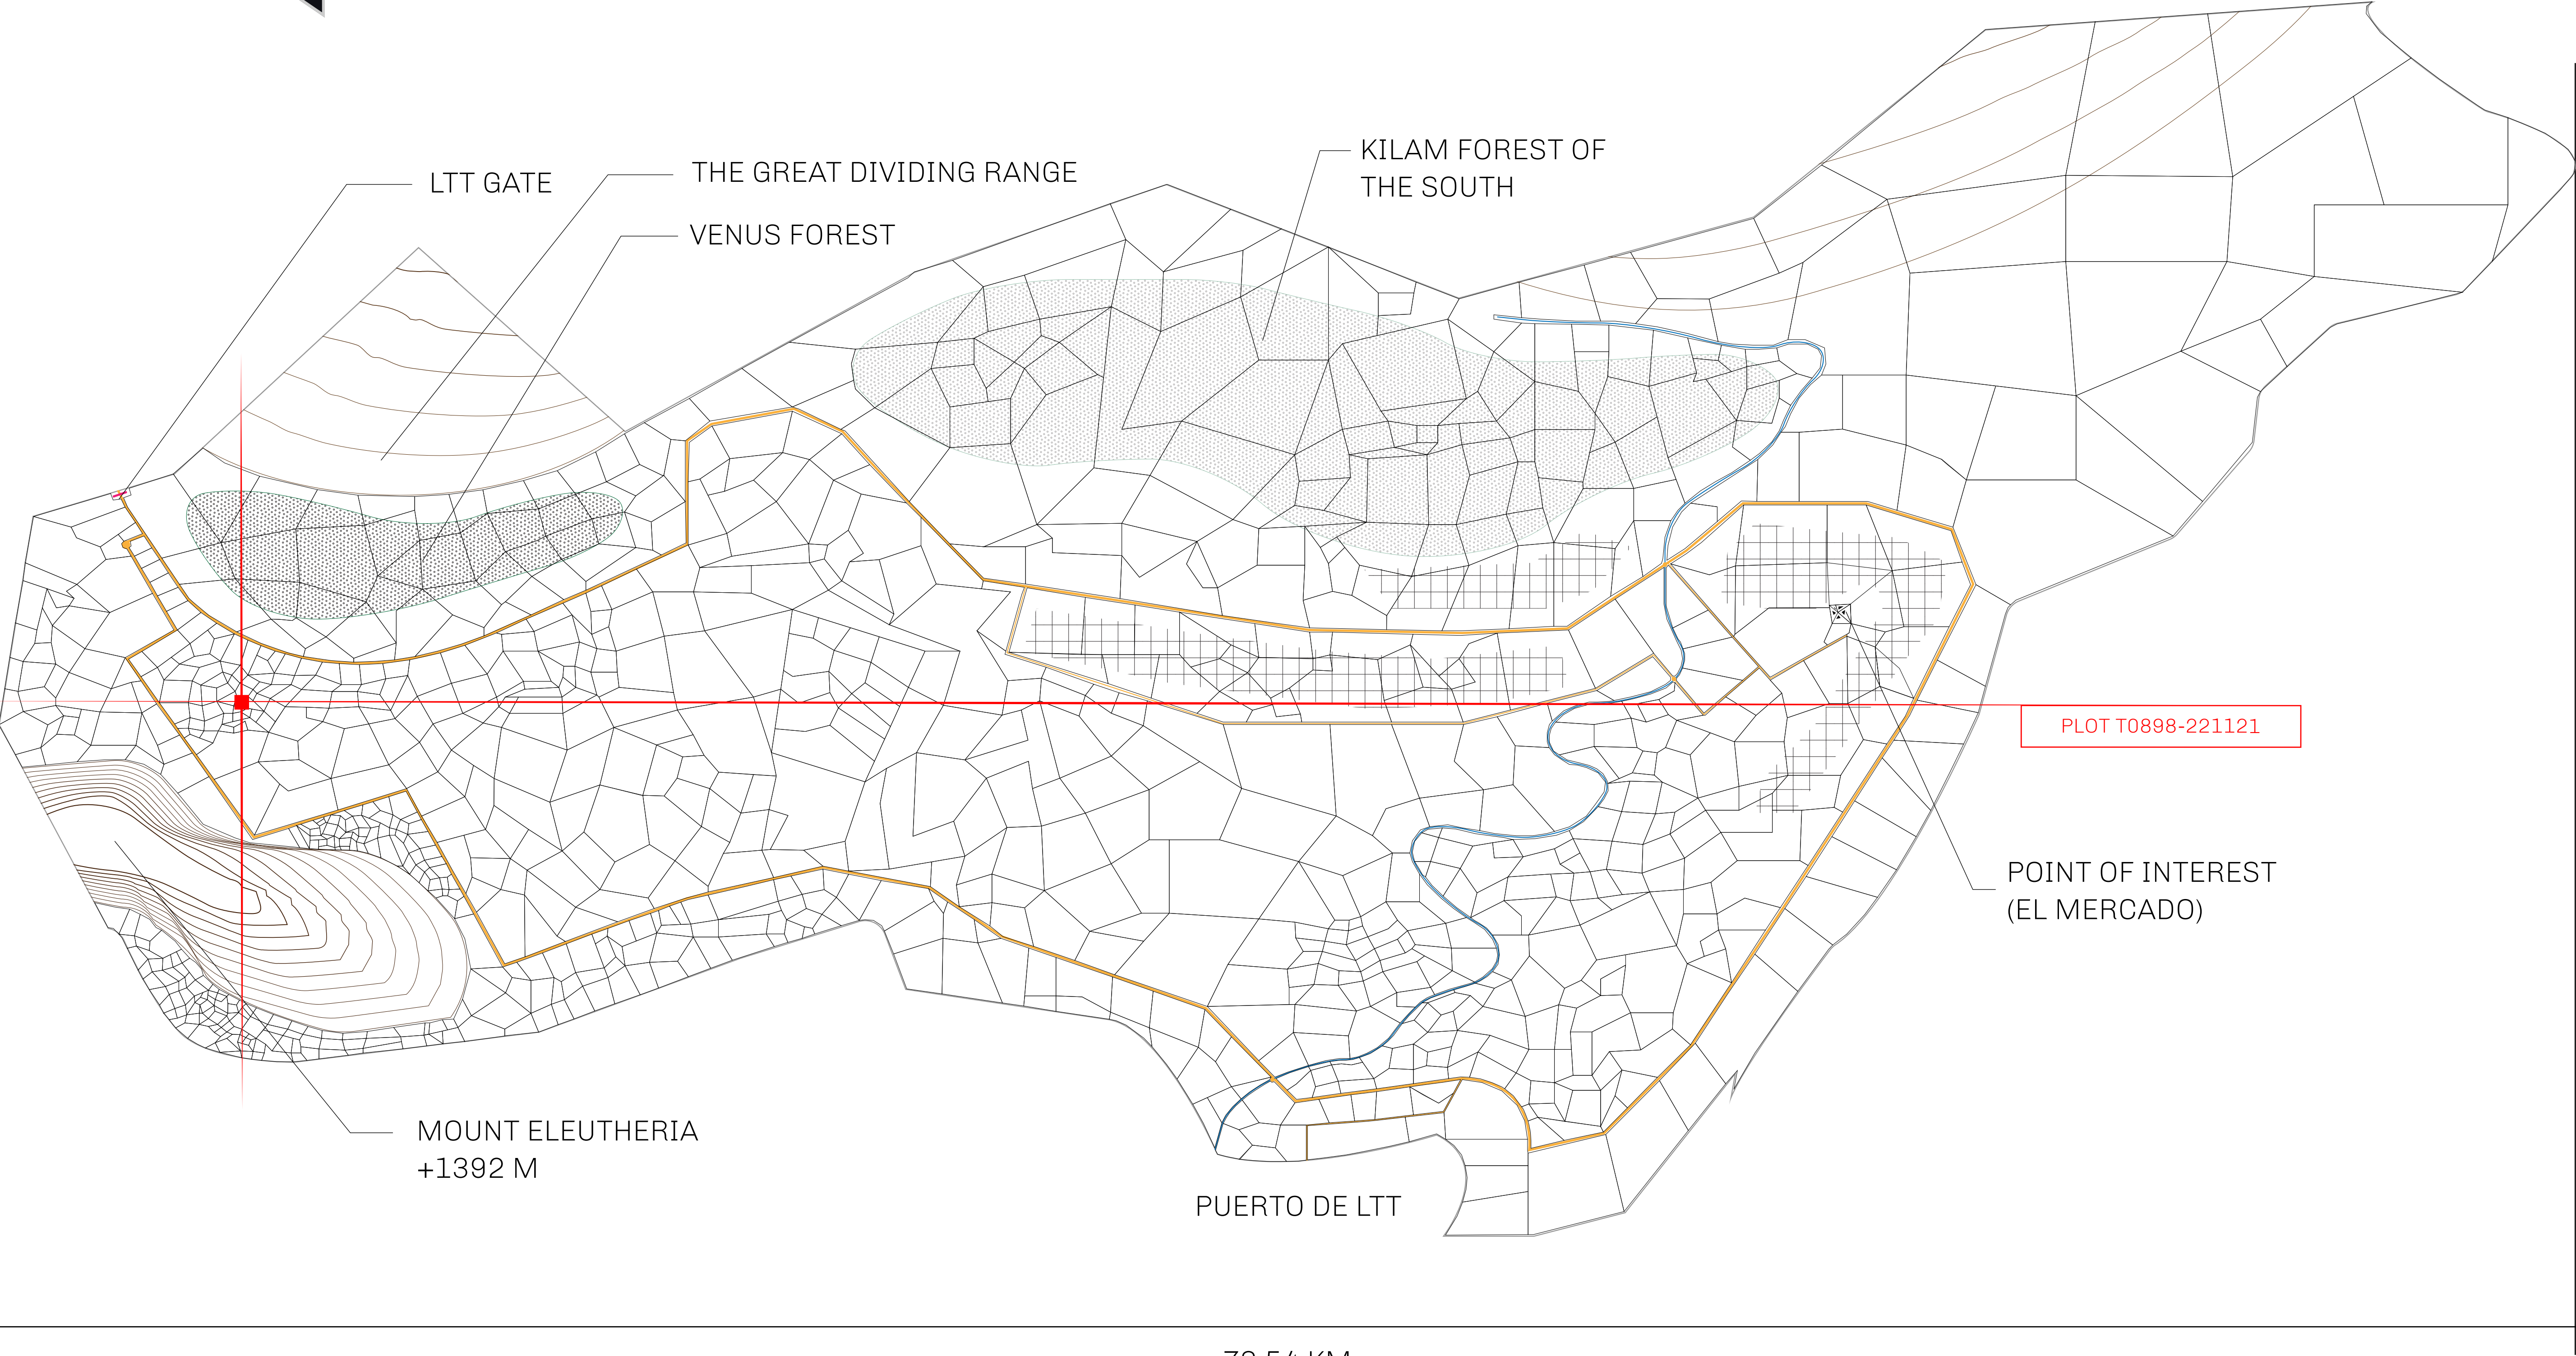 LTT GATE
THE GREAT DIVIDING RANGE
VENUS FOREST
KILAM FOREST OF
THE SOUTH
PLOT T0898-221121
POINT OF INTEREST
(EL MERCADO)
MOUNT ELEUTHERIA
+1392 M
PUERTO DE LTT
KM